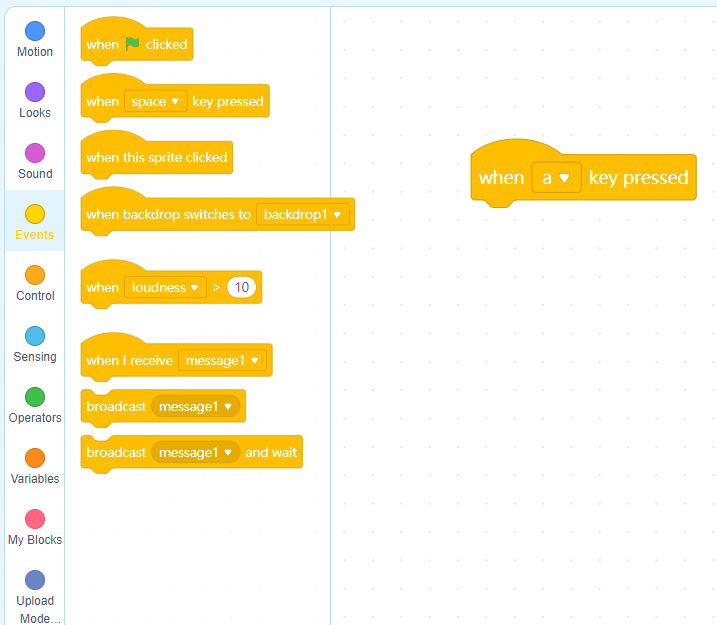 Motion
Looks
Sound
Events
Control
Sensing
Operators
Variables
My Blocks
Upload
Mode...
when clicked
when space key pressed
when this sprite clicked
when backdrop switches to backdrop1
when loudness > 10
when I receive message1
broadcast message1
broadcast message1 and wait
when a key pressed